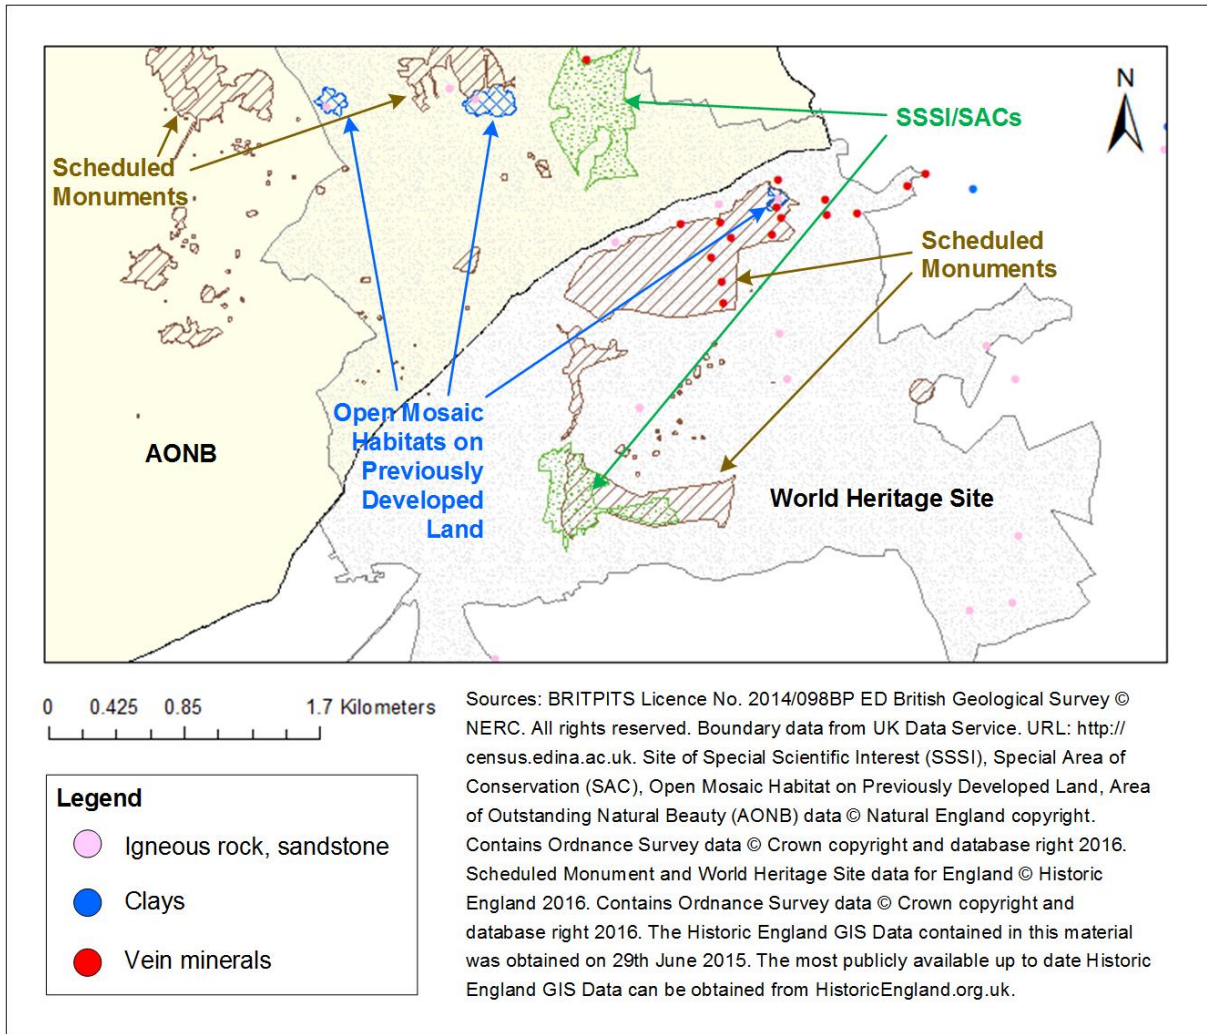 N
SSSI/SACs
Scheduled
Monuments
Scheduled
Monuments
Open Mosaic
Habitats on
Previously
Developed
Land
AONB
World Heritage Site
0 0.425 0.85 1.7 Kilometers
Legend
Igneous rock, sandstone
Clays
Vein minerals
Sources: BRITPITS Licence No. 2014/098BP ED British Geological Survey ©
NERC. All rights reserved. Boundary data from UK Data Service. URL: http://
census.edina.ac.uk. Site of Special Scientific Interest (SSSI), Special Area of
Conservation (SAC), Open Mosaic Habitat on Previously Developed Land, Area
of Outstanding Natural Beauty (AONB) data © Natural England copyright.
Contains Ordnance Survey data © Crown copyright and database right 2016.
Scheduled Monument and World Heritage Site data for England © Historic
England 2016. Contains Ordnance Survey data © Crown copyright and
database right 2016. The Historic England GIS Data contained in this material
was obtained on 29th June 2015. The most publicly available up to date Historic
England GIS Data can be obtained from HistoricEngland.org.uk.